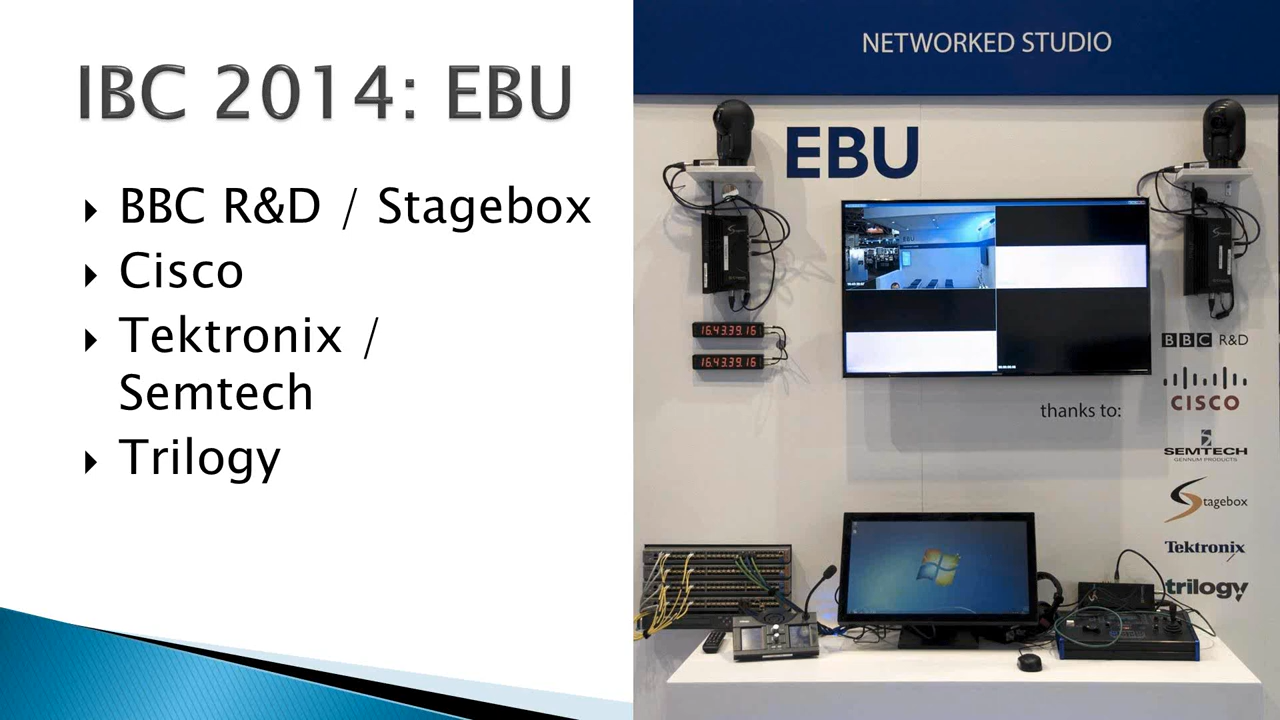 IBC 2014: EBU
BBC R&D / Stagebox
Cisco
Tektronix /
Semtech
Trilogy
NETWORKED STUDIO
EBU
EBU
16.43.39.16
16.43.39.16
BBC R&D
thanks to:
CISCO
SEMTECH
GENNUM PRODUCTS
Stagebox
Tektronix
trilogy